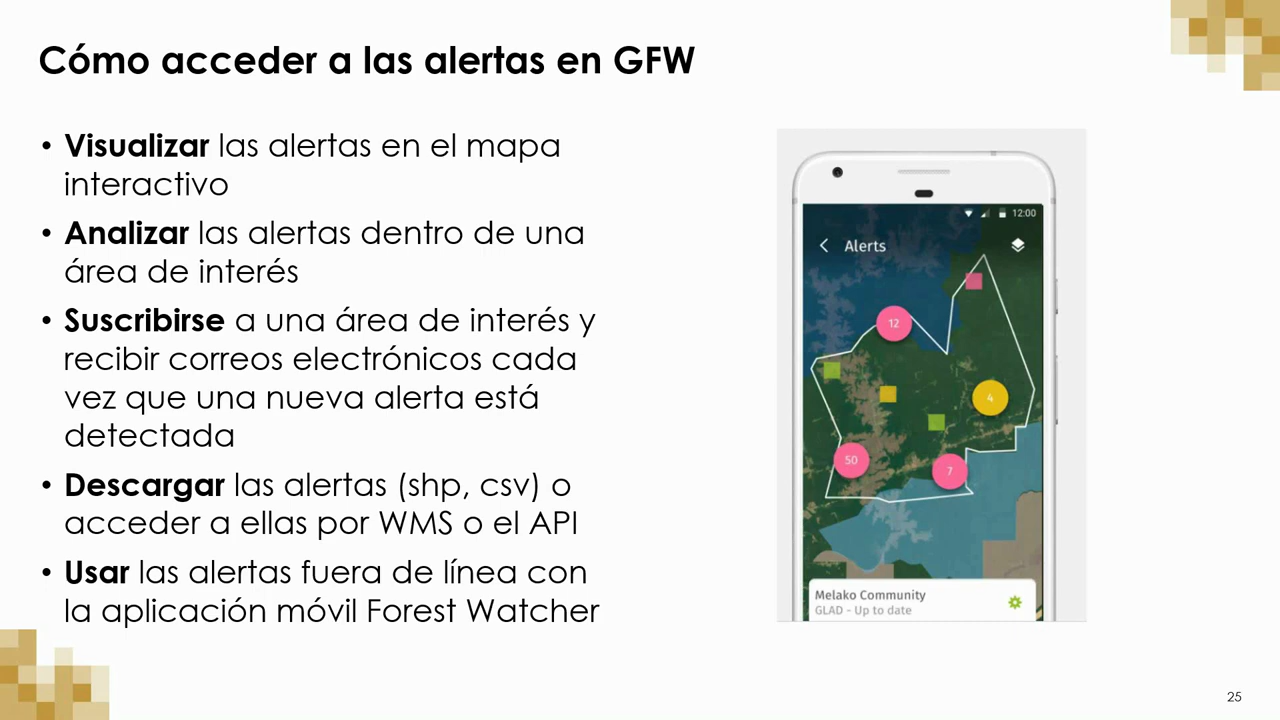 Cómo acceder a las alertas en GFW
• Visualizar las alertas en el mapa
interactivo
• Analizar las alertas dentro de una
área de interés
• Suscribirse a una área de interés y
recibir correos electrónicos cada
vez que una nueva alerta está
detectada
• Descargar las alertas (shp, csv) o
acceder a ellas por WMS o el API
• Usar las alertas fuera de línea con
la aplicación móvil Forest Watcher
12:00
Alerts
12
4
50
7
Melako Community
GLAD - Up to date
25